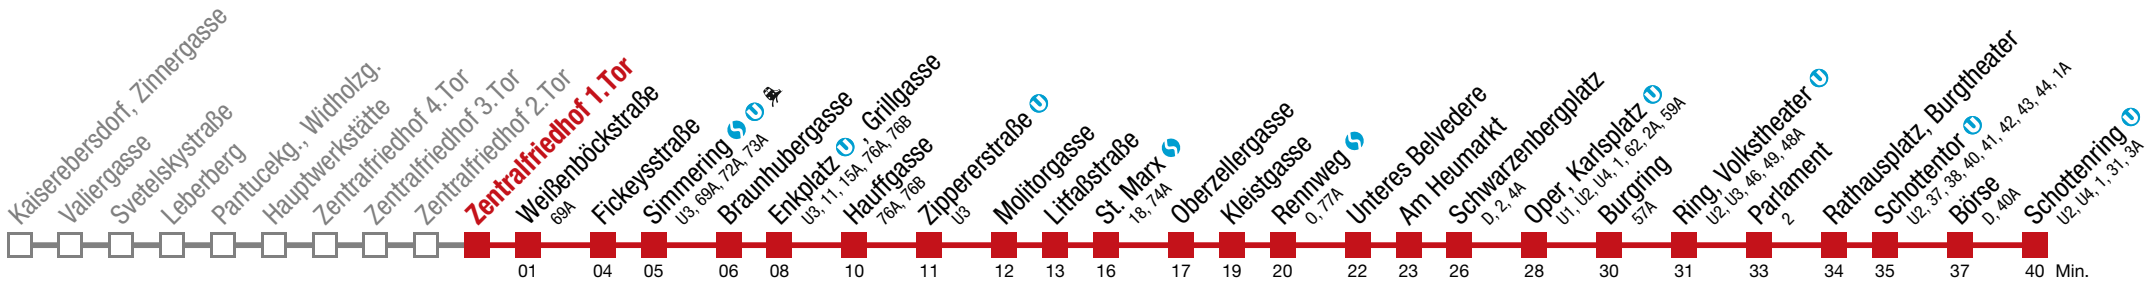 Kaiserebersdorf, Zinnergasse
Valiergasse
Svetelskystraße
Leberberg
Pantucekg., Widholzg.
Hauptwerkstätte
Zentralfriedhof 4.Tor
Zentralfriedhof 3.Tor
Zentralfriedhof 2.Tor
Zentralfriedhof 1.Tor
Weißenböckstraße
69A
Fickeysstraße
Simmering S U
U3, 69A, 72A, 73A
Braunhubergasse
Enkplatz U , Grillgasse
U3, 11, 15A, 76A, 76B
Hauffgasse
76A, 76B
Zippererstraße U
U3
Molitorgasse
Litfaßstraße
St. Marx S
18, 74A
Oberzellergasse
Kleistgasse
Rennweg S
O, 77A
Unteres Belvedere
Am Heumarkt
Schwarzenbergplatz
D, 2, 4A
Oper, Karlsplatz U
U1, U2, U4, 1, 62, 2A, 59A
Burgring
57A
Ring, Volkstheater U
U2, U3, 46, 49, 48A
Parlament
2
Rathausplatz, Burgtheater
Schottentor U
U2, 37, 38, 40, 41, 42, 43, 44, 1A
Börse
D, 40A
Schottenring U
U2, U4, 1, 31, 3A
01 04 05 06 08 10 11 12 13 16 17 19 20 22 23 26 28 30 31 33 34 35 37 40 Min.